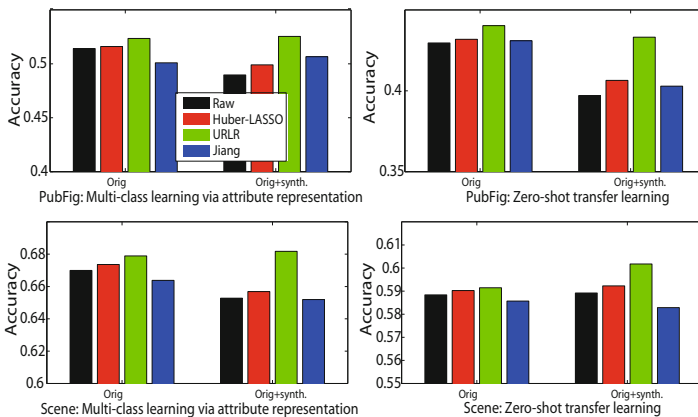 Accuracy
0.5
0.45
0.4
Raw
Huber-LASSO
URLR
Jiang
Orig
Orig+synth.
PubFig: Multi-class learning via attribute representation
Accuracy
0.4
0.35
Orig
Orig+synth.
PubFig: Zero-shot transfer learning
Accuracy
0.68
0.66
0.64
0.62
0.6
Orig
Orig+synth.
Scene: Multi-class learning via attribute representation
Accuracy
0.61
0.6
0.59
0.58
0.57
0.56
0.55
Orig
Orig+synth.
Scene: Zero-shot transfer learning